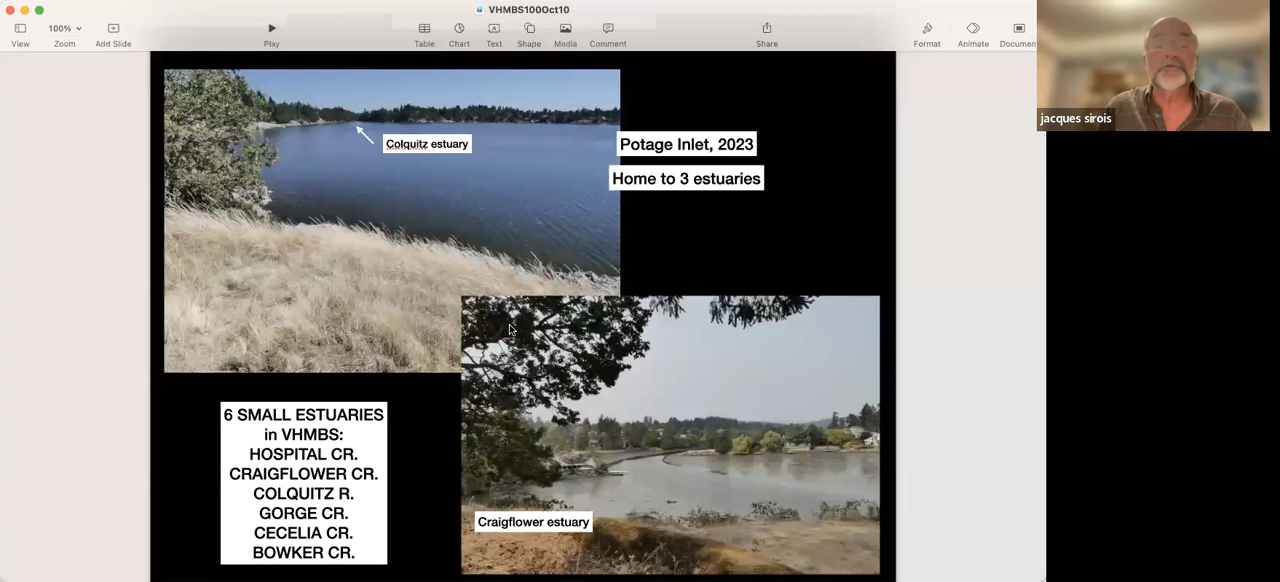 VHMBS100Oct10
100%
View
Zoom
Add Slide
Play
Table
Chart
Text
Shape
Media
Comment
Share
Format
Animate
Documen
jacques sirois
Colquitz estuary
Potage Inlet, 2023
Home to 3 estuaries
6 SMALL ESTUARIES
in VHMBS:
HOSPITAL CR.
CRAIGFLOWER CR.
COLQUITZ R.
GORGE CR.
CECELIA CR.
BOWKER CR.
Craigflower estuary